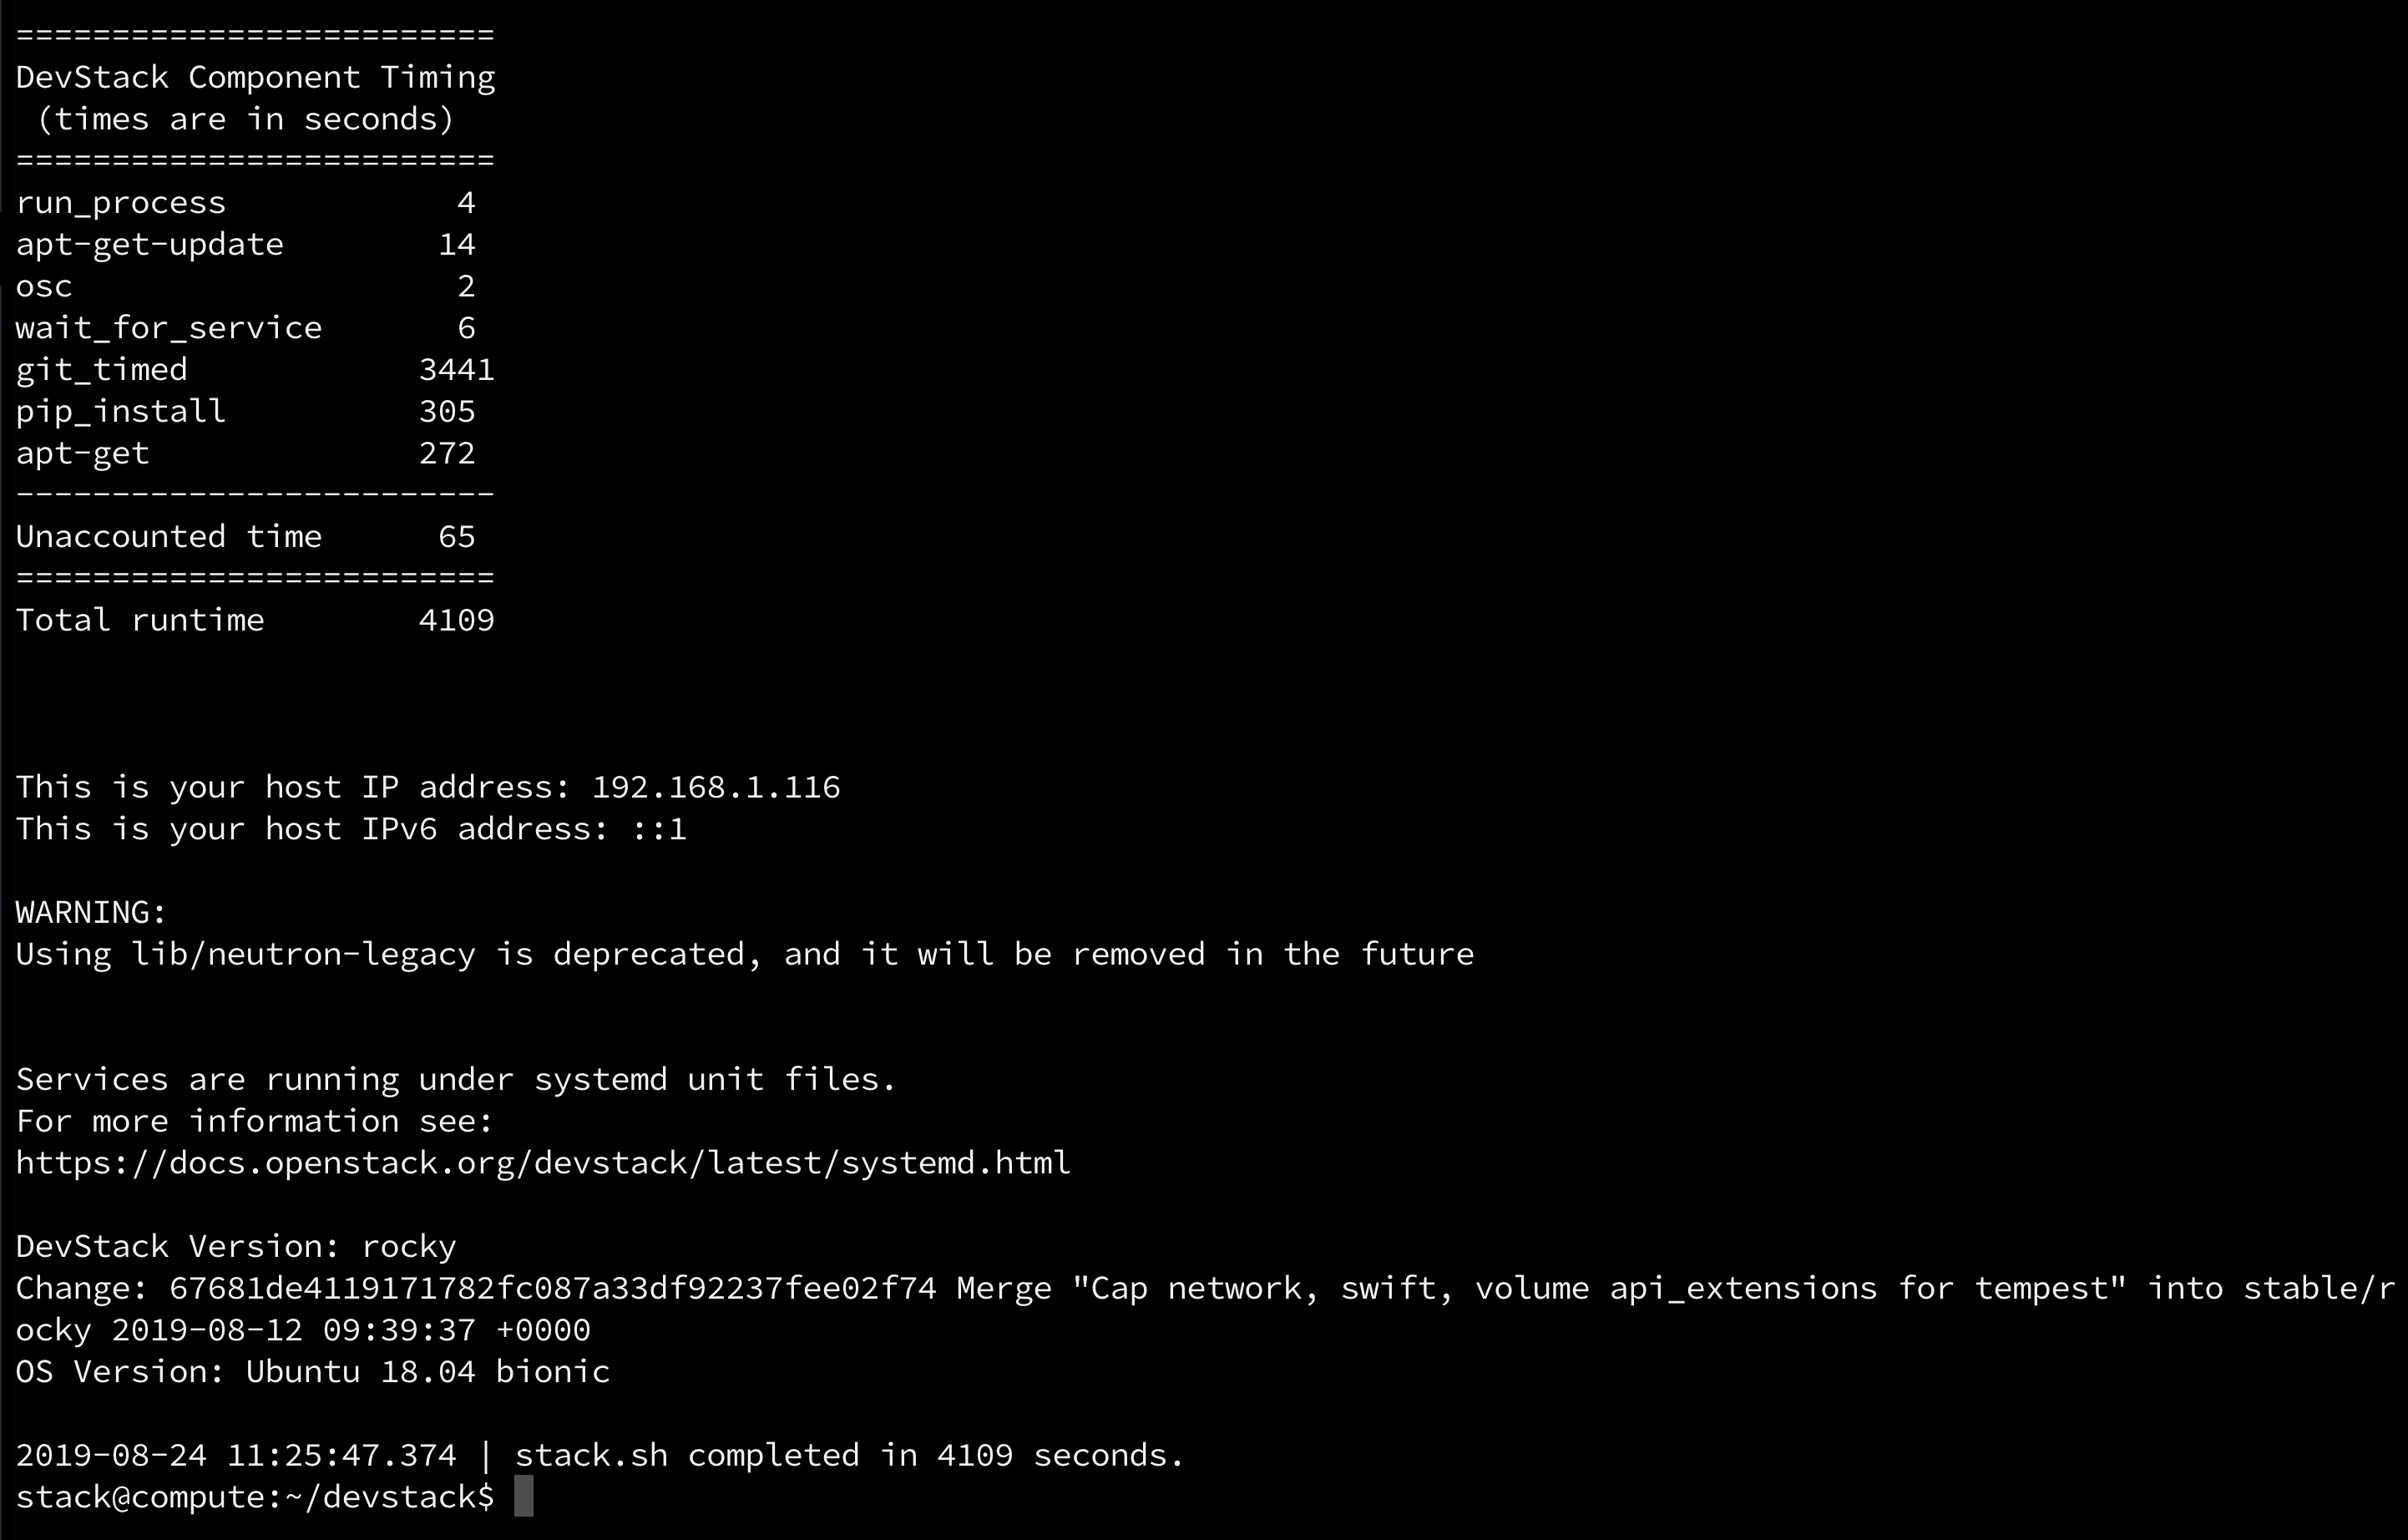 =========================
DevStack Component Timing
 (times are in seconds)
=========================
run_process            4
apt-get-update        14
osc                    2
wait_for_service       6
git_timed            3441
pip_install          305
apt-get              272
-------------------------
Unaccounted time      65
=========================
Total runtime        4109
This is your host IP address: 192.168.1.116
This is your host IPv6 address: ::1
WARNING:
Using lib/neutron-legacy is deprecated, and it will be removed in the future
Services are running under systemd unit files.
For more information see:
https://docs.openstack.org/devstack/latest/systemd.html
DevStack Version: rocky
Change: 67681de4119171782fc087a33df92237fee02f74 Merge "Cap network, swift, volume api_extensions for tempest" into stable/r
ocky 2019-08-12 09:39:37 +0000
OS Version: Ubuntu 18.04 bionic
2019-08-24 11:25:47.374 | stack.sh completed in 4109 seconds.
stack@compute:~/devstack$